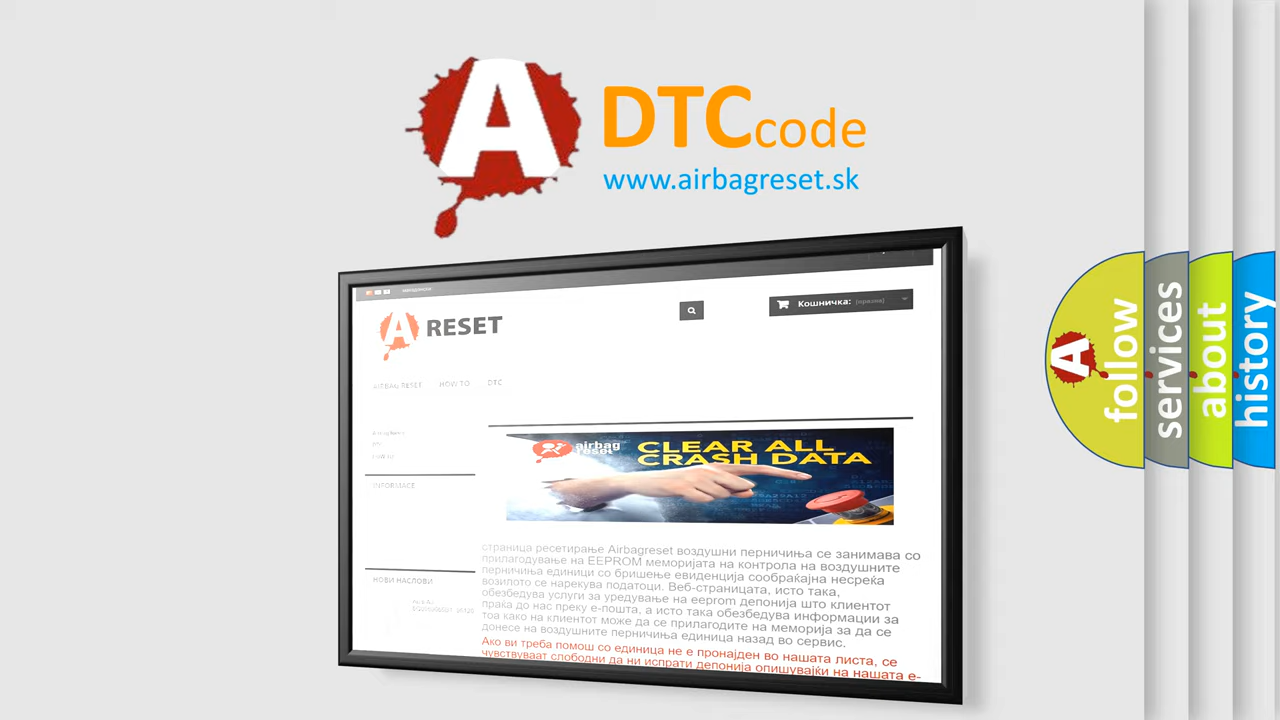 A
DTCcode
www.airbagreset.sk
A RESET
Кошничка: (празна)
AIRBAG RESET HOW TO DTC
INFORMACE
НОВИ НАСЛОВИ
airbag
reset
CLEAR ALL
CRASH DATA
страница ресетирање Airbagreset воздушни перничиња се занимава со
прилагодување на EEPROM меморијата на контрола на воздушните
перничиња единици со бришење евиденција сообраќајна несреќа
возилото се нарекува податоци. Веб-страницата, исто така,
обезбедува услуги за уредување на eeprom депонија што клиентот
праќа до нас преку е-пошта, а исто така обезбедува информации за
тоа како на клиентот може да се прилагодите на меморија за да се
донесе на воздушните перничиња единица назад во сервис.
Ако ви треба помош со единица не е пронајден во нашата листа, се
чувствуваат слободни да ни испрати депонија опишувајќи на нашата е-
A
follow
services
about
history